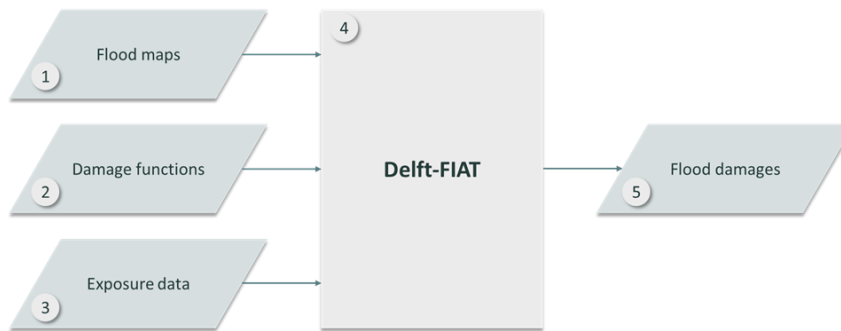 Flood maps
1
Damage functions
2
Exposure data
3
4
Delft-FIAT
Flood damages
5